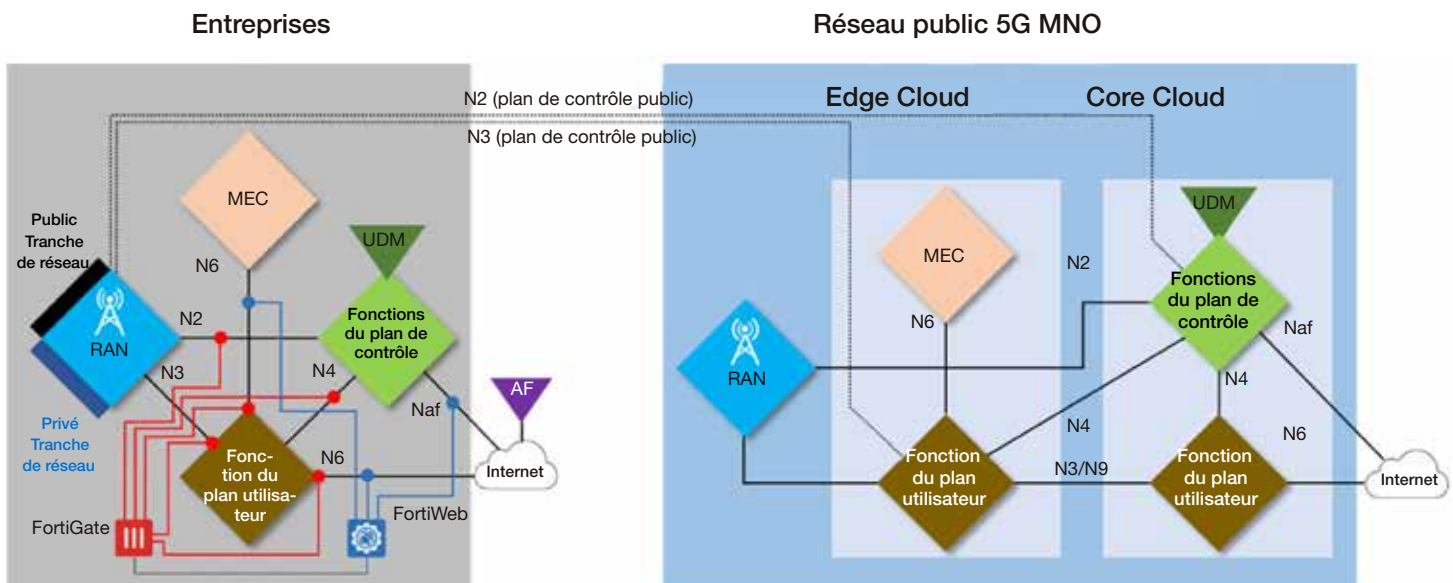 Entreprises
Réseau public 5G MNO
N2 (plan de contrôle public)
N3 (plan de contrôle public)
Edge Cloud
Core Cloud
MEC
Public
Tranche
de réseau
UDM
N6
Fonctions
du plan de
contrôle
N2
RAN
N3
N4
Naf
AF
Privé
Tranche
de réseau
Fonc-
tion du
plan utilisa-
teur
N6
Internet
FortiGate
FortiWeb
UDM
MEC
N2
Fonctions
du plan de
contrôle
N6
Naf
RAN
N4
N4
N6
Fonction
du plan
utilisateur
N3/N9
Fonction
du plan
utilisateur
Internet